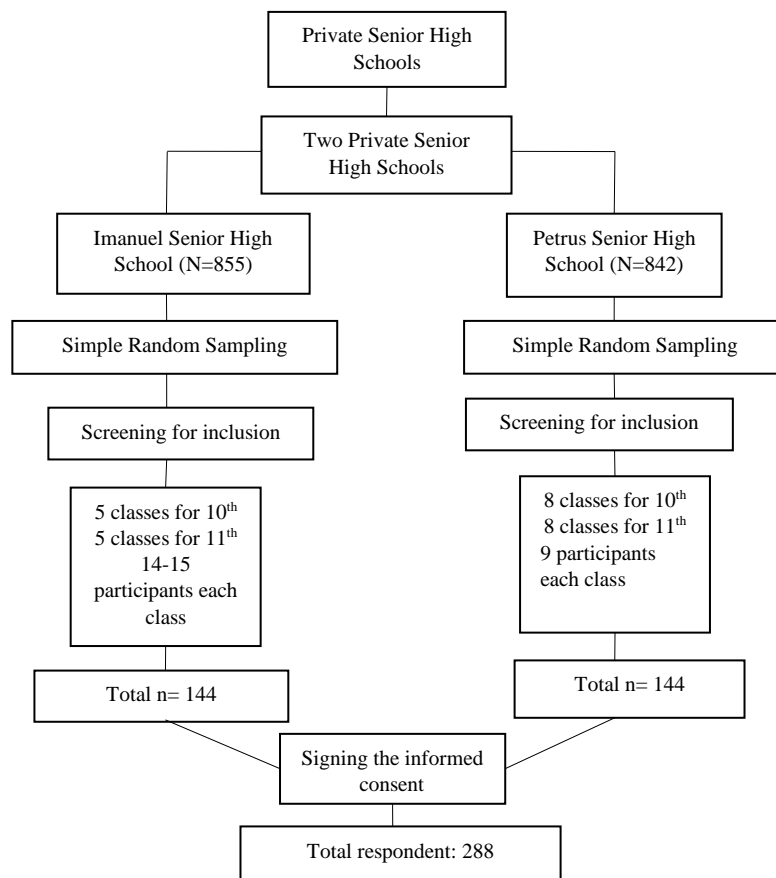 Private Senior High
Schools
Two Private Senior
High Schools
Imanuel Senior High
School (N=855)
Petrus Senior High
School (N=842)
Simple Random Sampling
Simple Random Sampling
Screening for inclusion
Screening for inclusion
5 classes for 10th
5 classes for 11th
14-15
participants each
class
8 classes for 10th
8 classes for 11th
9 participants
each class
Total n= 144
Total n= 144
Signing the informed
consent
Total respondent: 288